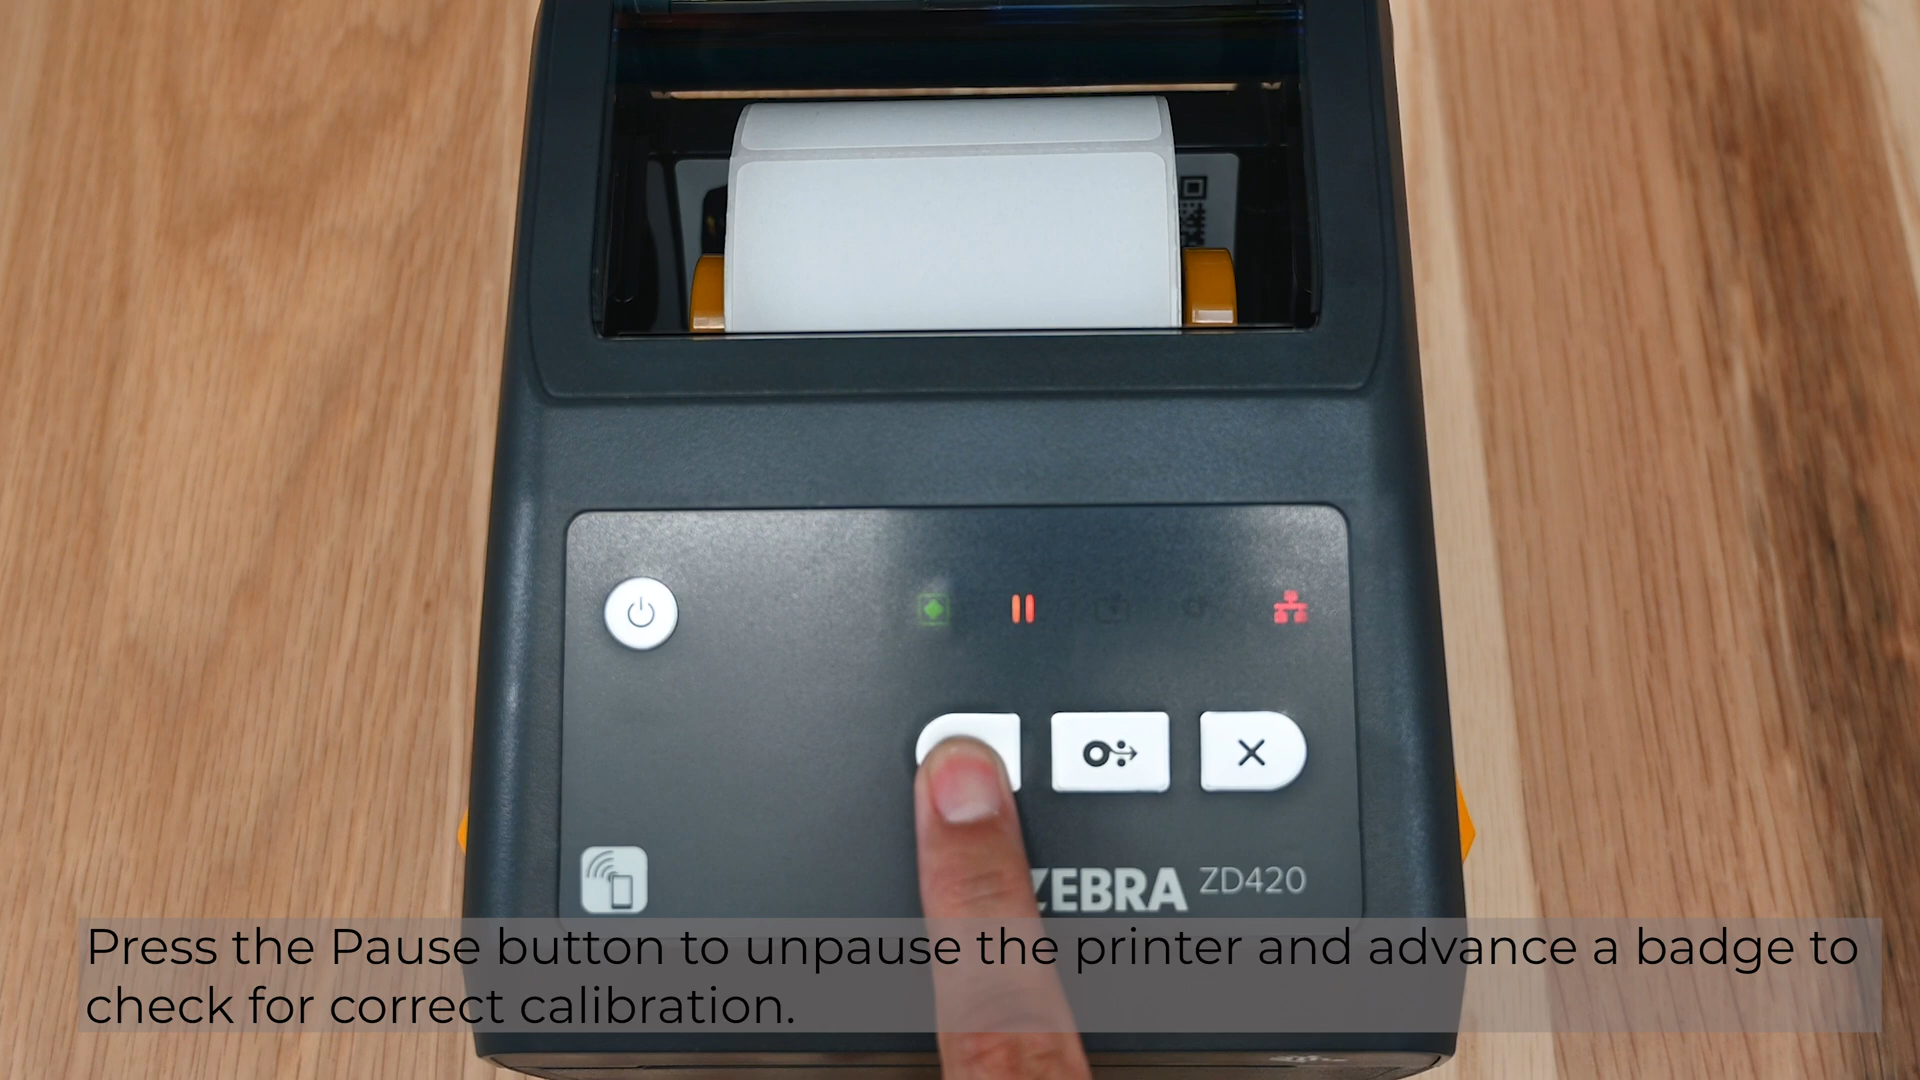 ZEBRA ZD420
Press the Pause button to unpause the printer and advance a badge to
check for correct calibration.